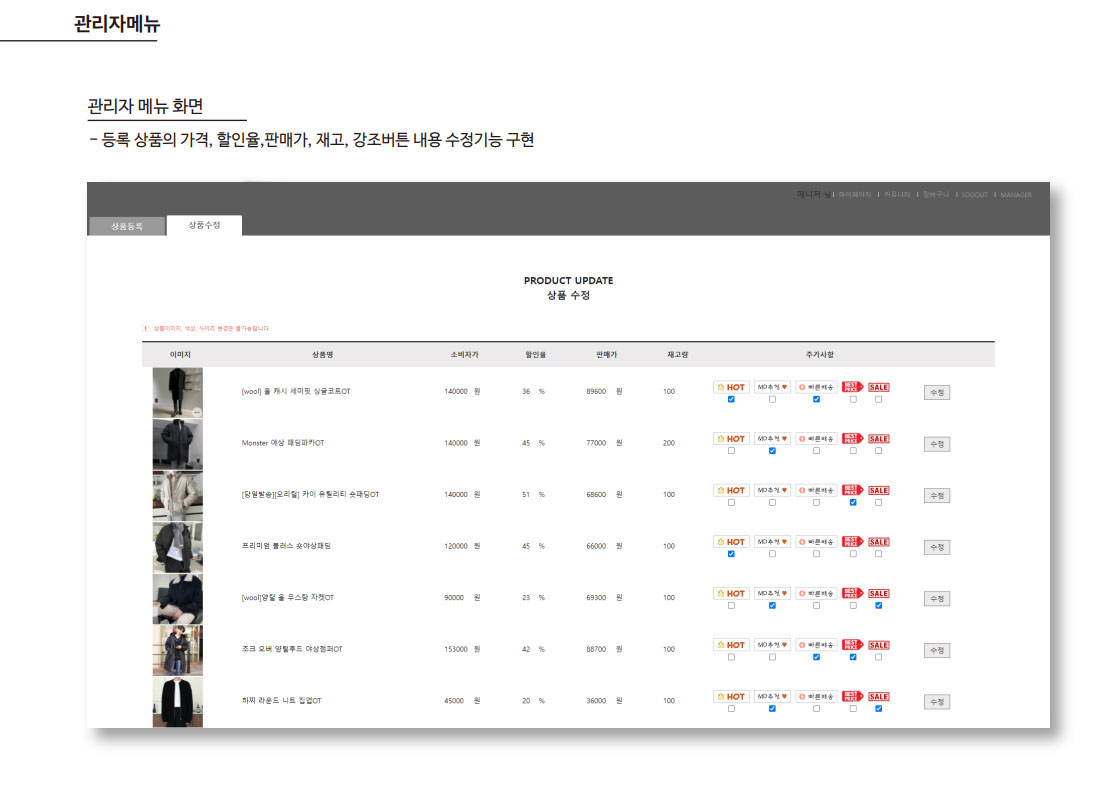 관리자메뉴
관리자 메뉴 화면
- 등록 상품의 가격, 할인율,판매가, 재고, 강조버튼 내용 수정기능 구현
매니저 님 | 마이페이지 | 커뮤니티 | 장바구니 | LOGOUT | MANAGER
상품등록 상품수정
PRODUCT UPDATE
상품 수정
! 상품이미지, 색상, 사이즈 변경은 불가능합니다
이미지 상품명 소비자가 할인율 판매가 재고량 추가사항
[wool] 울 캐시 세미핏 싱글코트OT 140000 원 36 % 89600 원 100 HOT MD추천♥ 빠른배송 BEST PRICE SALE 수정
Monster 야상 패딩파카OT 140000 원 45 % 77000 원 200 HOT MD추천♥ 빠른배송 BEST PRICE SALE 수정
[당일발송][오리털] 카이 유틸리티 숏패딩OT 140000 원 51 % 68600 원 100 HOT MD추천♥ 빠른배송 BEST PRICE SALE 수정
프리미엄 플러스 숏야상패딩 120000 원 45 % 66000 원 100 HOT MD추천♥ 빠른배송 BEST PRICE SALE 수정
[wool]양털 울 무스탕 자켓OT 90000 원 23 % 69300 원 100 HOT MD추천♥ 빠른배송 BEST PRICE SALE 수정
조크 오버 양털후드 야상점퍼OT 153000 원 42 % 88700 원 100 HOT MD추천♥ 빠른배송 BEST PRICE SALE 수정
하찌 라운드 니트 집업OT 45000 원 20 % 36000 원 100 HOT MD추천♥ 빠른배송 BEST PRICE SALE 수정